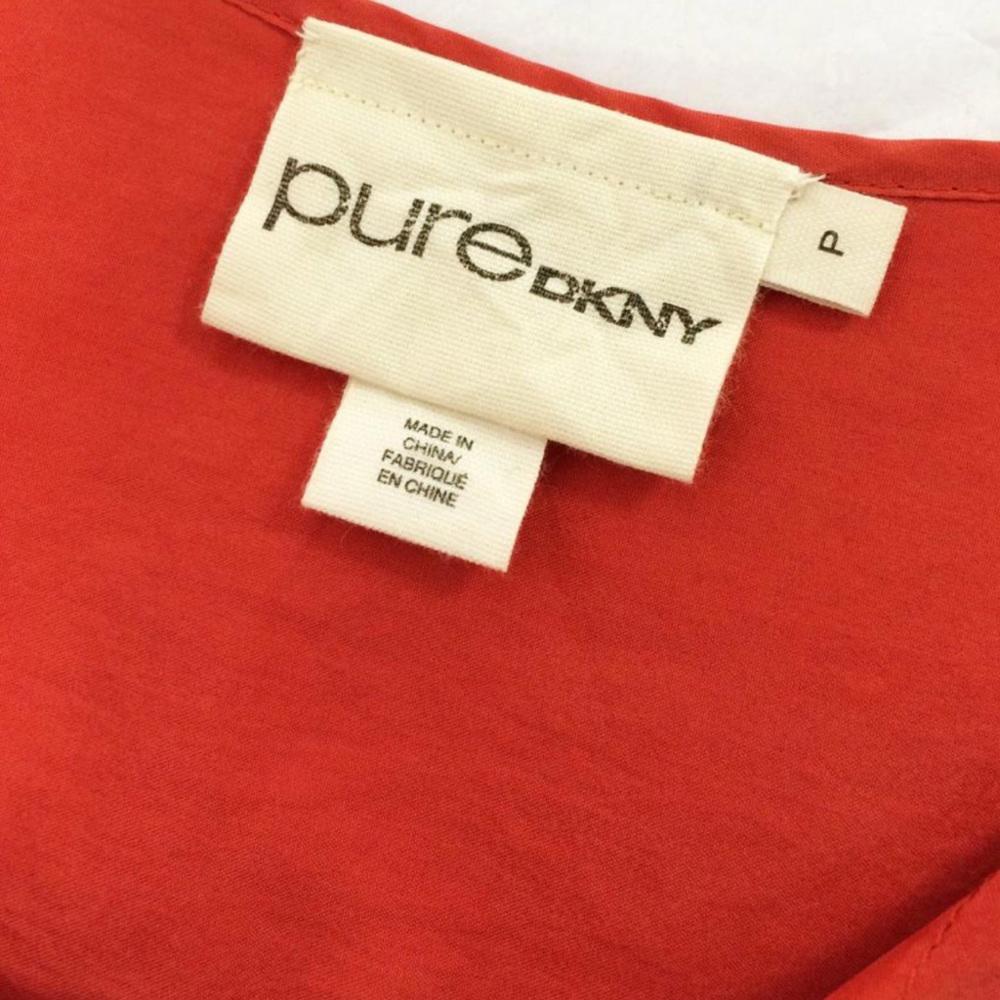 pure DKNY
P
MADE IN
CHINA/
FABRIQUÉ
EN CHINE